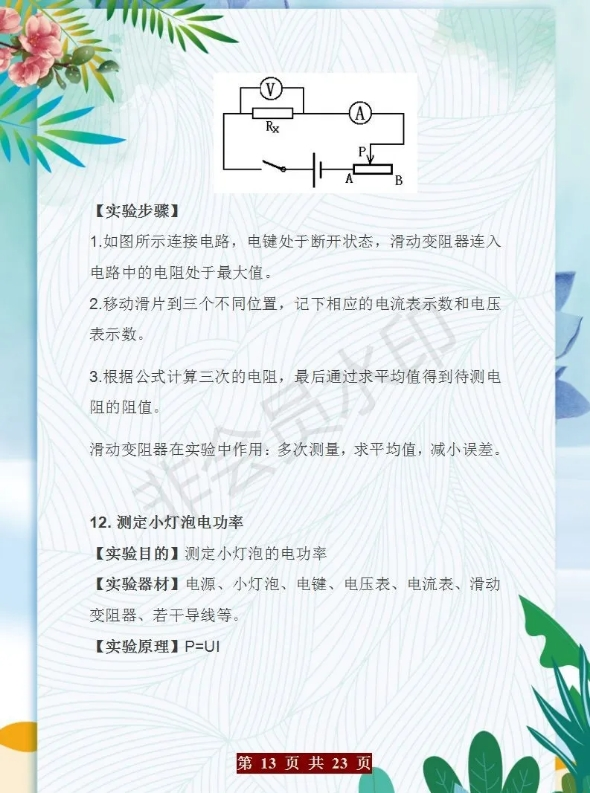 V
Rx
A
P
A
B
【实验步骤】
1.如图所示连接电路，电键处于断开状态，滑动变阻器连入
电路中的电阻处于最大值。
2.移动滑片到三个不同位置，记下相应的电流表示数和电压
表示数。
3.根据公式计算三次的电阻，最后通过求平均值得到待测电
阻的阻值。
滑动变阻器在实验中作用：多次测量，求平均值，减小误差。
非会员水印
12. 测定小灯泡电功率
【实验目的】测定小灯泡的电功率
【实验器材】电源、小灯泡、电键、电压表、电流表、滑动
变阻器、若干导线等。
【实验原理】P=UI
第 13 页 共 23 页